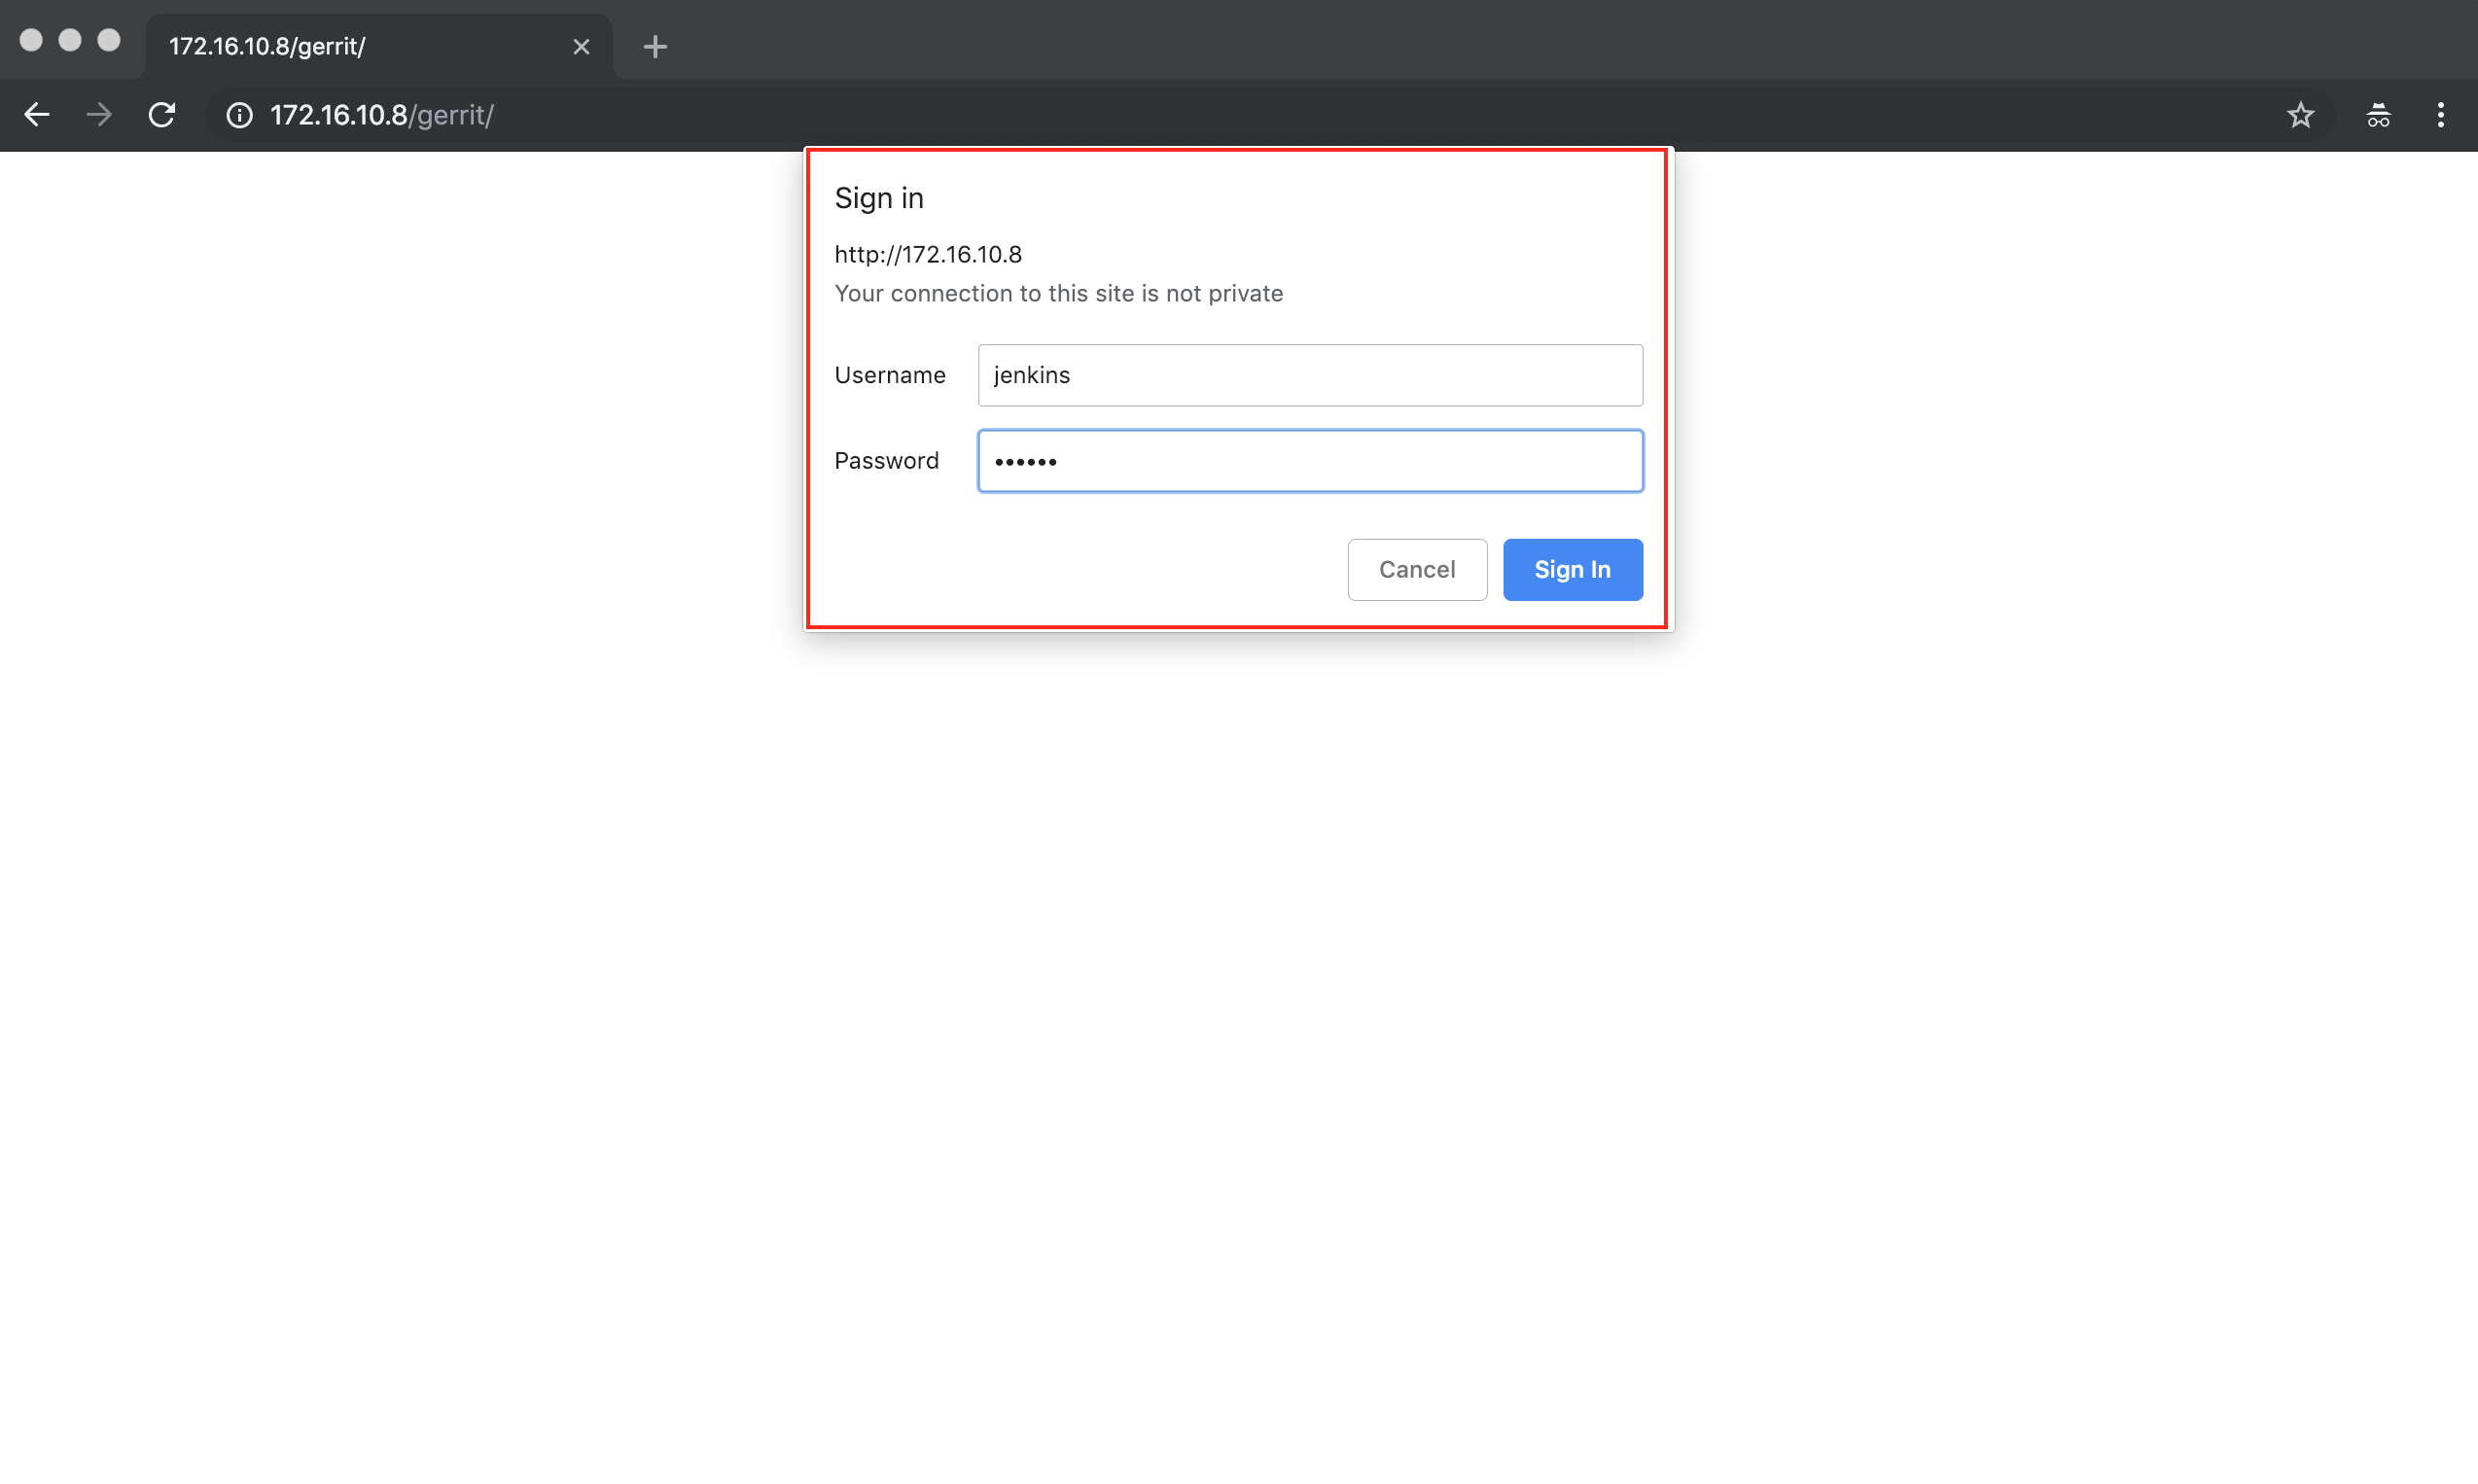 172.16.10.8/gerrit/
172.16.10.8/gerrit/
Sign in
http://172.16.10.8
Your connection to this site is not private
Username jenkins
Password ••••••
Cancel Sign In